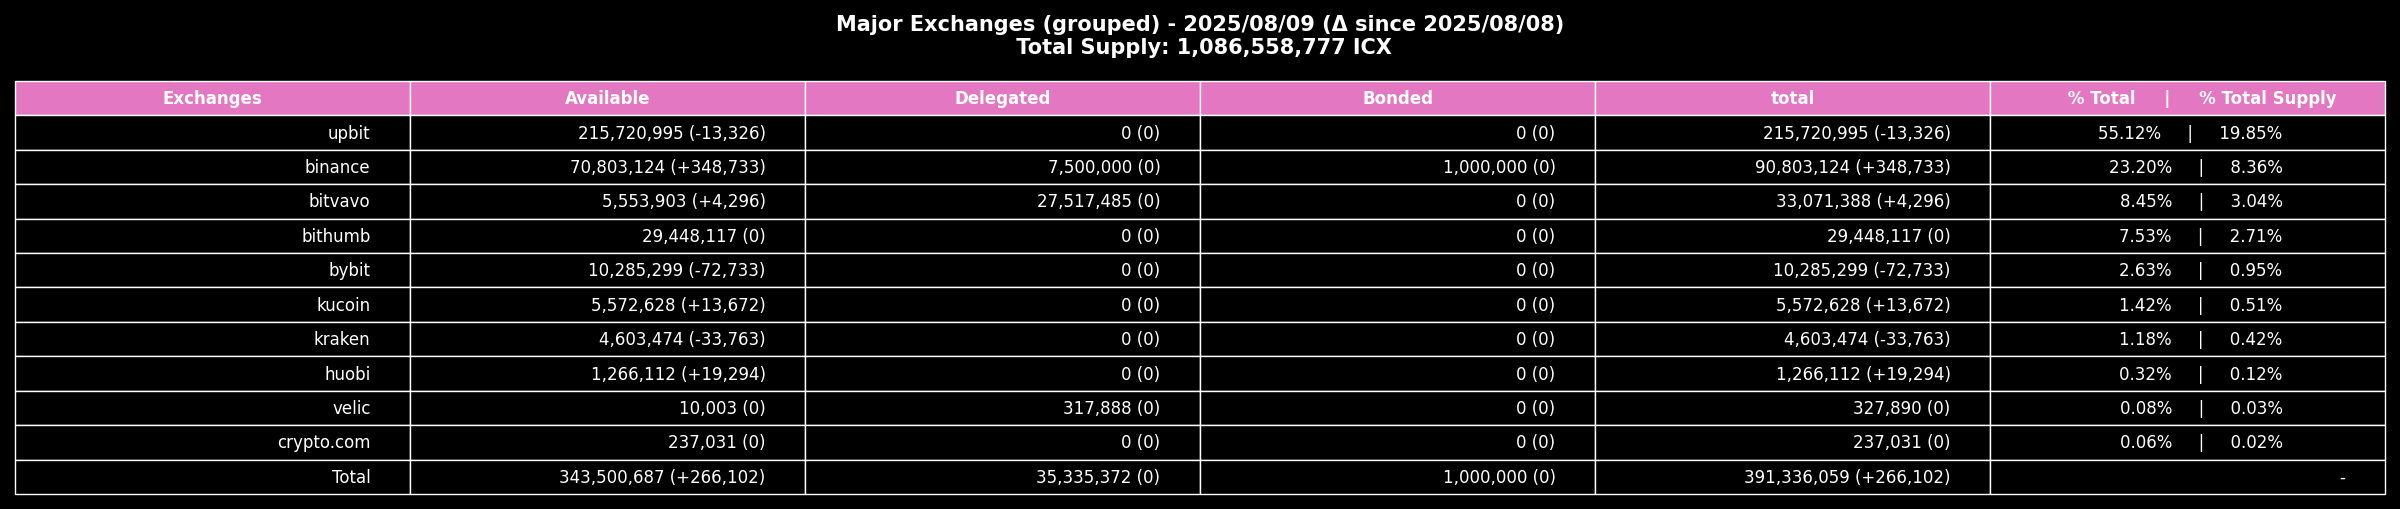 Major Exchanges (grouped) - 2025/08/09 (Δ since 2025/08/08)
Total Supply: 1,086,558,777 ICX
Exchanges Available Delegated Bonded total % Total | % Total Supply
upbit 215,720,995 (-13,326) 0 (0) 0 (0) 215,720,995 (-13,326) 55.12% | 19.85%
binance 70,803,124 (+348,733) 7,500,000 (0) 1,000,000 (0) 90,803,124 (+348,733) 23.20% | 8.36%
bitvavo 5,553,903 (+4,296) 27,517,485 (0) 0 (0) 33,071,388 (+4,296) 8.45% | 3.04%
bithumb 29,448,117 (0) 0 (0) 0 (0) 29,448,117 (0) 7.53% | 2.71%
bybit 10,285,299 (-72,733) 0 (0) 0 (0) 10,285,299 (-72,733) 2.63% | 0.95%
kucoin 5,572,628 (+13,672) 0 (0) 0 (0) 5,572,628 (+13,672) 1.42% | 0.51%
kraken 4,603,474 (-33,763) 0 (0) 0 (0) 4,603,474 (-33,763) 1.18% | 0.42%
huobi 1,266,112 (+19,294) 0 (0) 0 (0) 1,266,112 (+19,294) 0.32% | 0.12%
velic 10,003 (0) 317,888 (0) 0 (0) 327,890 (0) 0.08% | 0.03%
crypto.com 237,031 (0) 0 (0) 0 (0) 237,031 (0) 0.06% | 0.02%
Total 343,500,687 (+266,102) 35,335,372 (0) 1,000,000 (0) 391,336,059 (+266,102) -